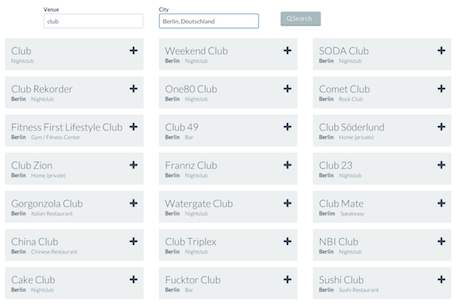 Venue
City
club
Berlin, Deutschland
Search
Club
Nightclub
Weekend Club
Berlin Nightclub
SODA Club
Berlin Nightclub
Club Rekorder
Berlin Nightclub
One80 Club
Berlin Nightclub
Comet Club
Berlin Rock Club
Fitness First Lifestyle Club
Berlin Gym / Fitness Center
Club 49
Berlin Bar
Club Söderlund
Berlin Home (private)
Club Zion
Berlin Home (private)
Frannz Club
Berlin Nightclub
Club 23
Berlin Nightclub
Gorgonzola Club
Berlin Italian Restaurant
Watergate Club
Berlin Nightclub
Club Mate
Berlin Speakeasy
China Club
Berlin Chinese Restaurant
Club Triplex
Berlin Nightclub
NBI Club
Berlin Nightclub
Cake Club
Berlin Nightclub
Fucktor Club
Berlin Bar
Sushi Club
Berlin Sushi Restaurant